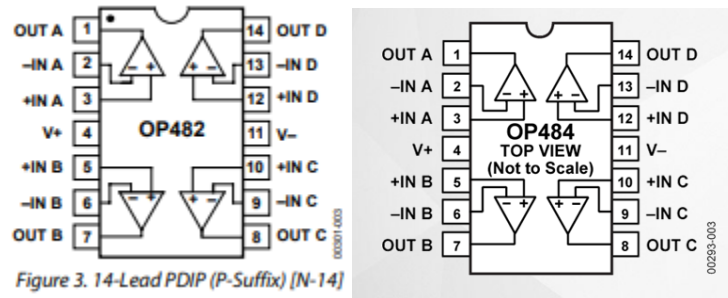 OUT A 1 14 OUT D
–IN A 2 – + + – 13 –IN D
+IN A 3 12 +IN D
V+ 4 OP482 11 V–
+IN B 5 10 +IN C
–IN B 6 – + + – 9 –IN C
OUT B 7 8 OUT C
00301-003
Figure 3. 14-Lead PDIP (P-Suffix) [N-14]
OUT A 1 14 OUT D
–IN A 2 – + + – 13 –IN D
+IN A 3 12 +IN D
OP484
V+ 4 TOP VIEW 11 V–
(Not to Scale)
+IN B 5 10 +IN C
–IN B 6 – + + – 9 –IN C
OUT B 7 8 OUT C
00293-003